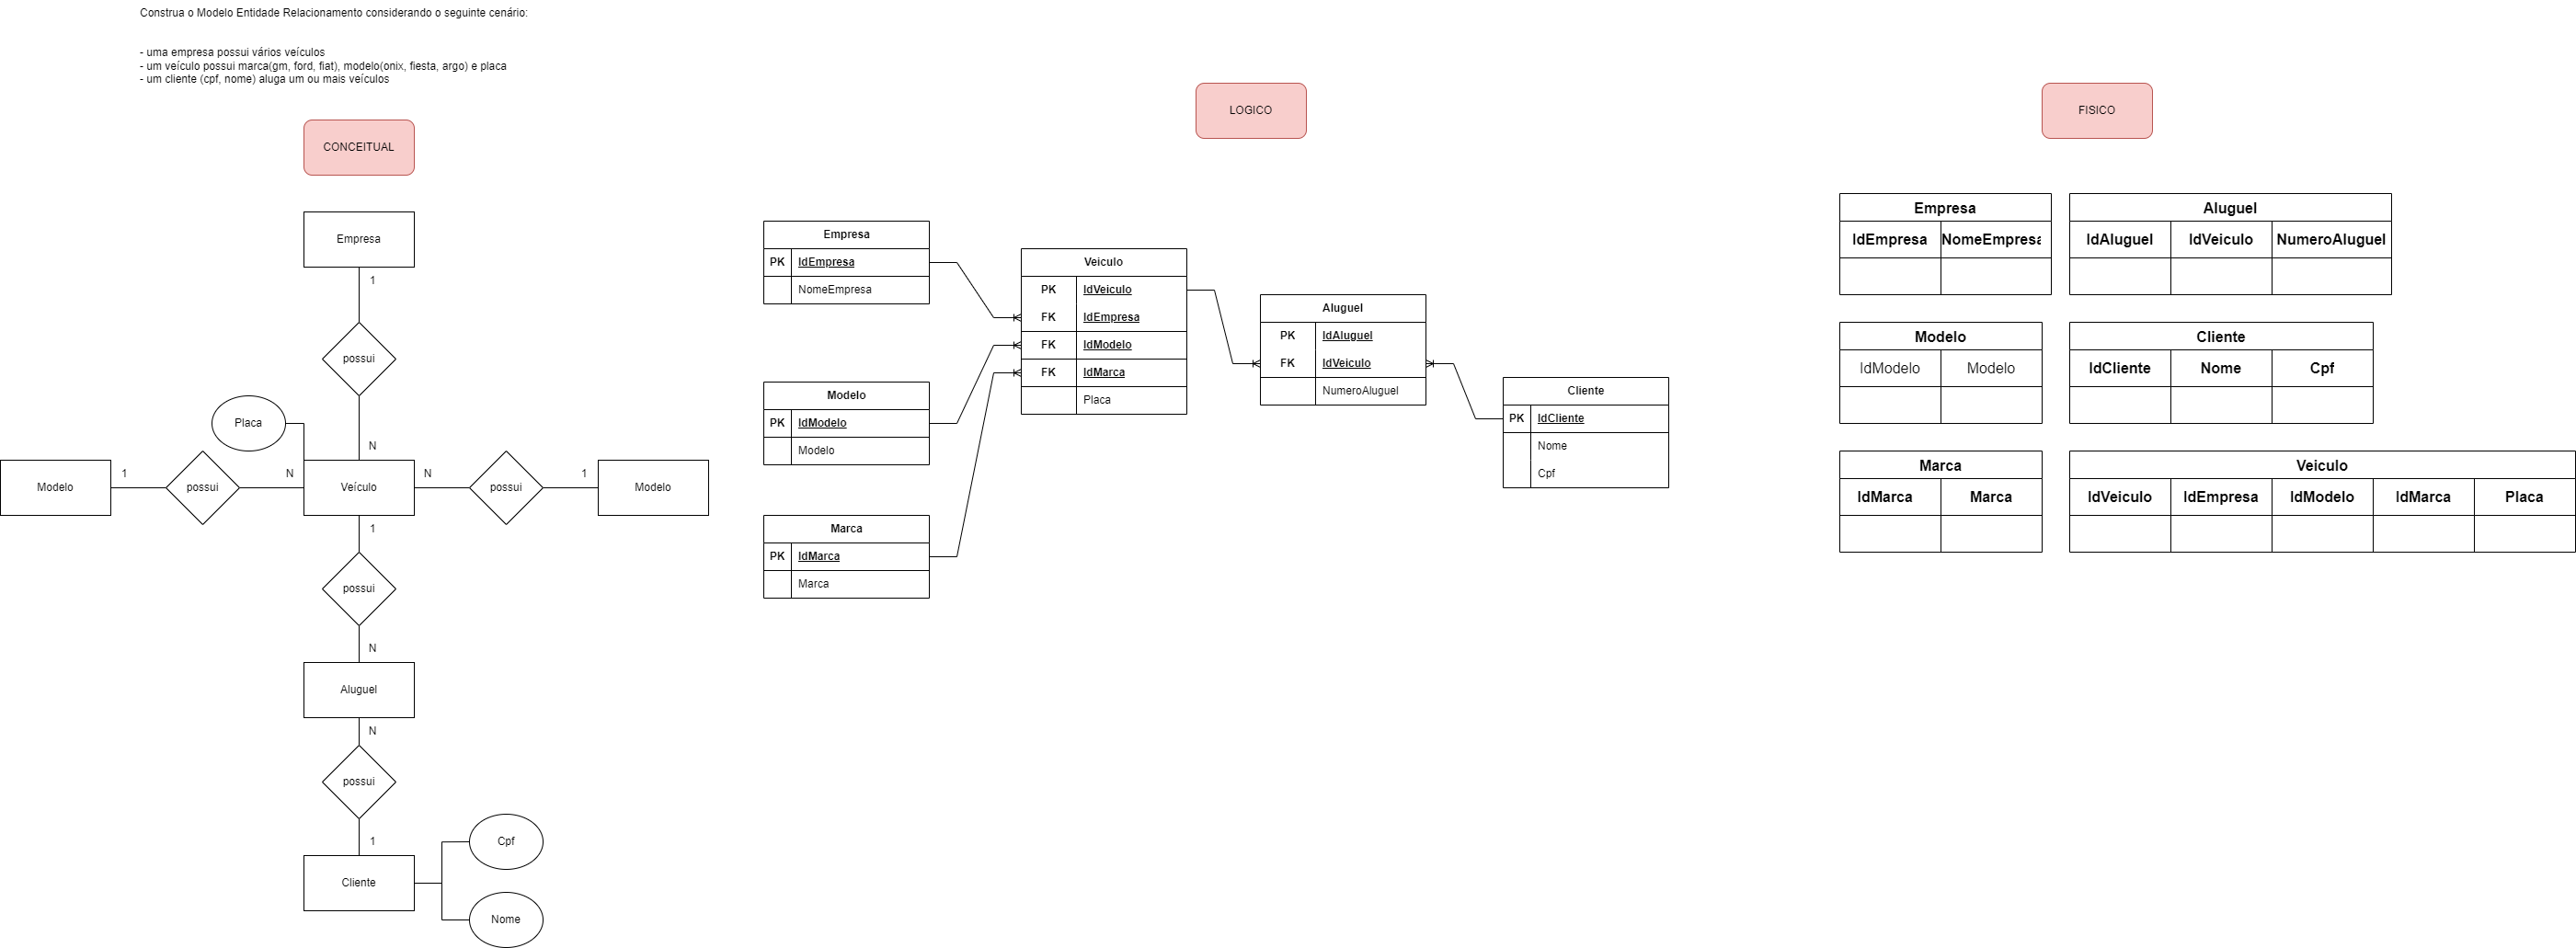 Construa o Modelo Entidade Relacionamento considerando o seguinte cenário:
- uma empresa possui vários veículos
- um veículo possui marca(gm, ford, fiat), modelo(onix, fiesta, argo) e placa
- um cliente (cpf, nome) aluga um ou mais veículos
CONCEITUAL
Empresa
1
possui
Placa
N
Modelo
1
possui
N
Veículo
N
possui
1
Modelo
1
possui
N
Aluguel
N
possui
1
Cliente
Cpf
Nome
LOGICO
Empresa
PK IdEmpresa
NomeEmpresa
Modelo
PK IdModelo
Modelo
Marca
PK IdMarca
Marca
Veiculo
PK IdVeiculo
FK IdEmpresa
FK IdModelo
FK IdMarca
Placa
Aluguel
PK IdAluguel
FK IdVeiculo
NumeroAluguel
Cliente
PK IdCliente
Nome
Cpf
FISICO
Empresa
IdEmpresa NomeEmpresa
Aluguel
IdAluguel IdVeiculo NumeroAluguel
Modelo
IdModelo Modelo
Cliente
IdCliente Nome Cpf
Marca
IdMarca Marca
Veiculo
IdVeiculo IdEmpresa IdModelo IdMarca Placa